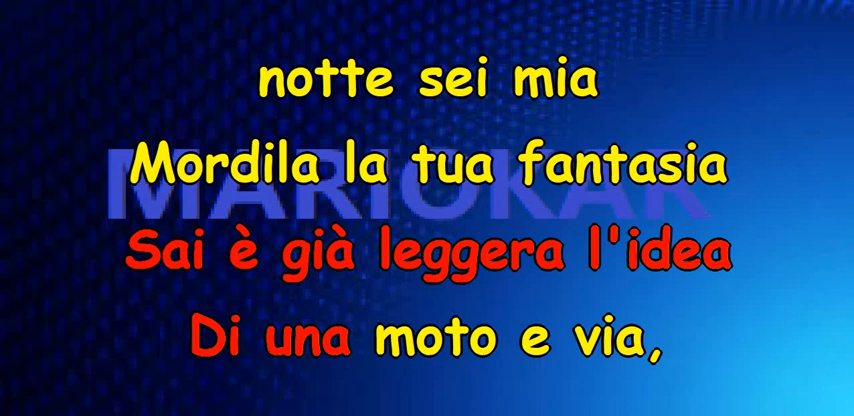 notte sei mia
Mordila la tua fantasia
MARIOKAR
Sai è già leggera l'idea
Di una moto e via,